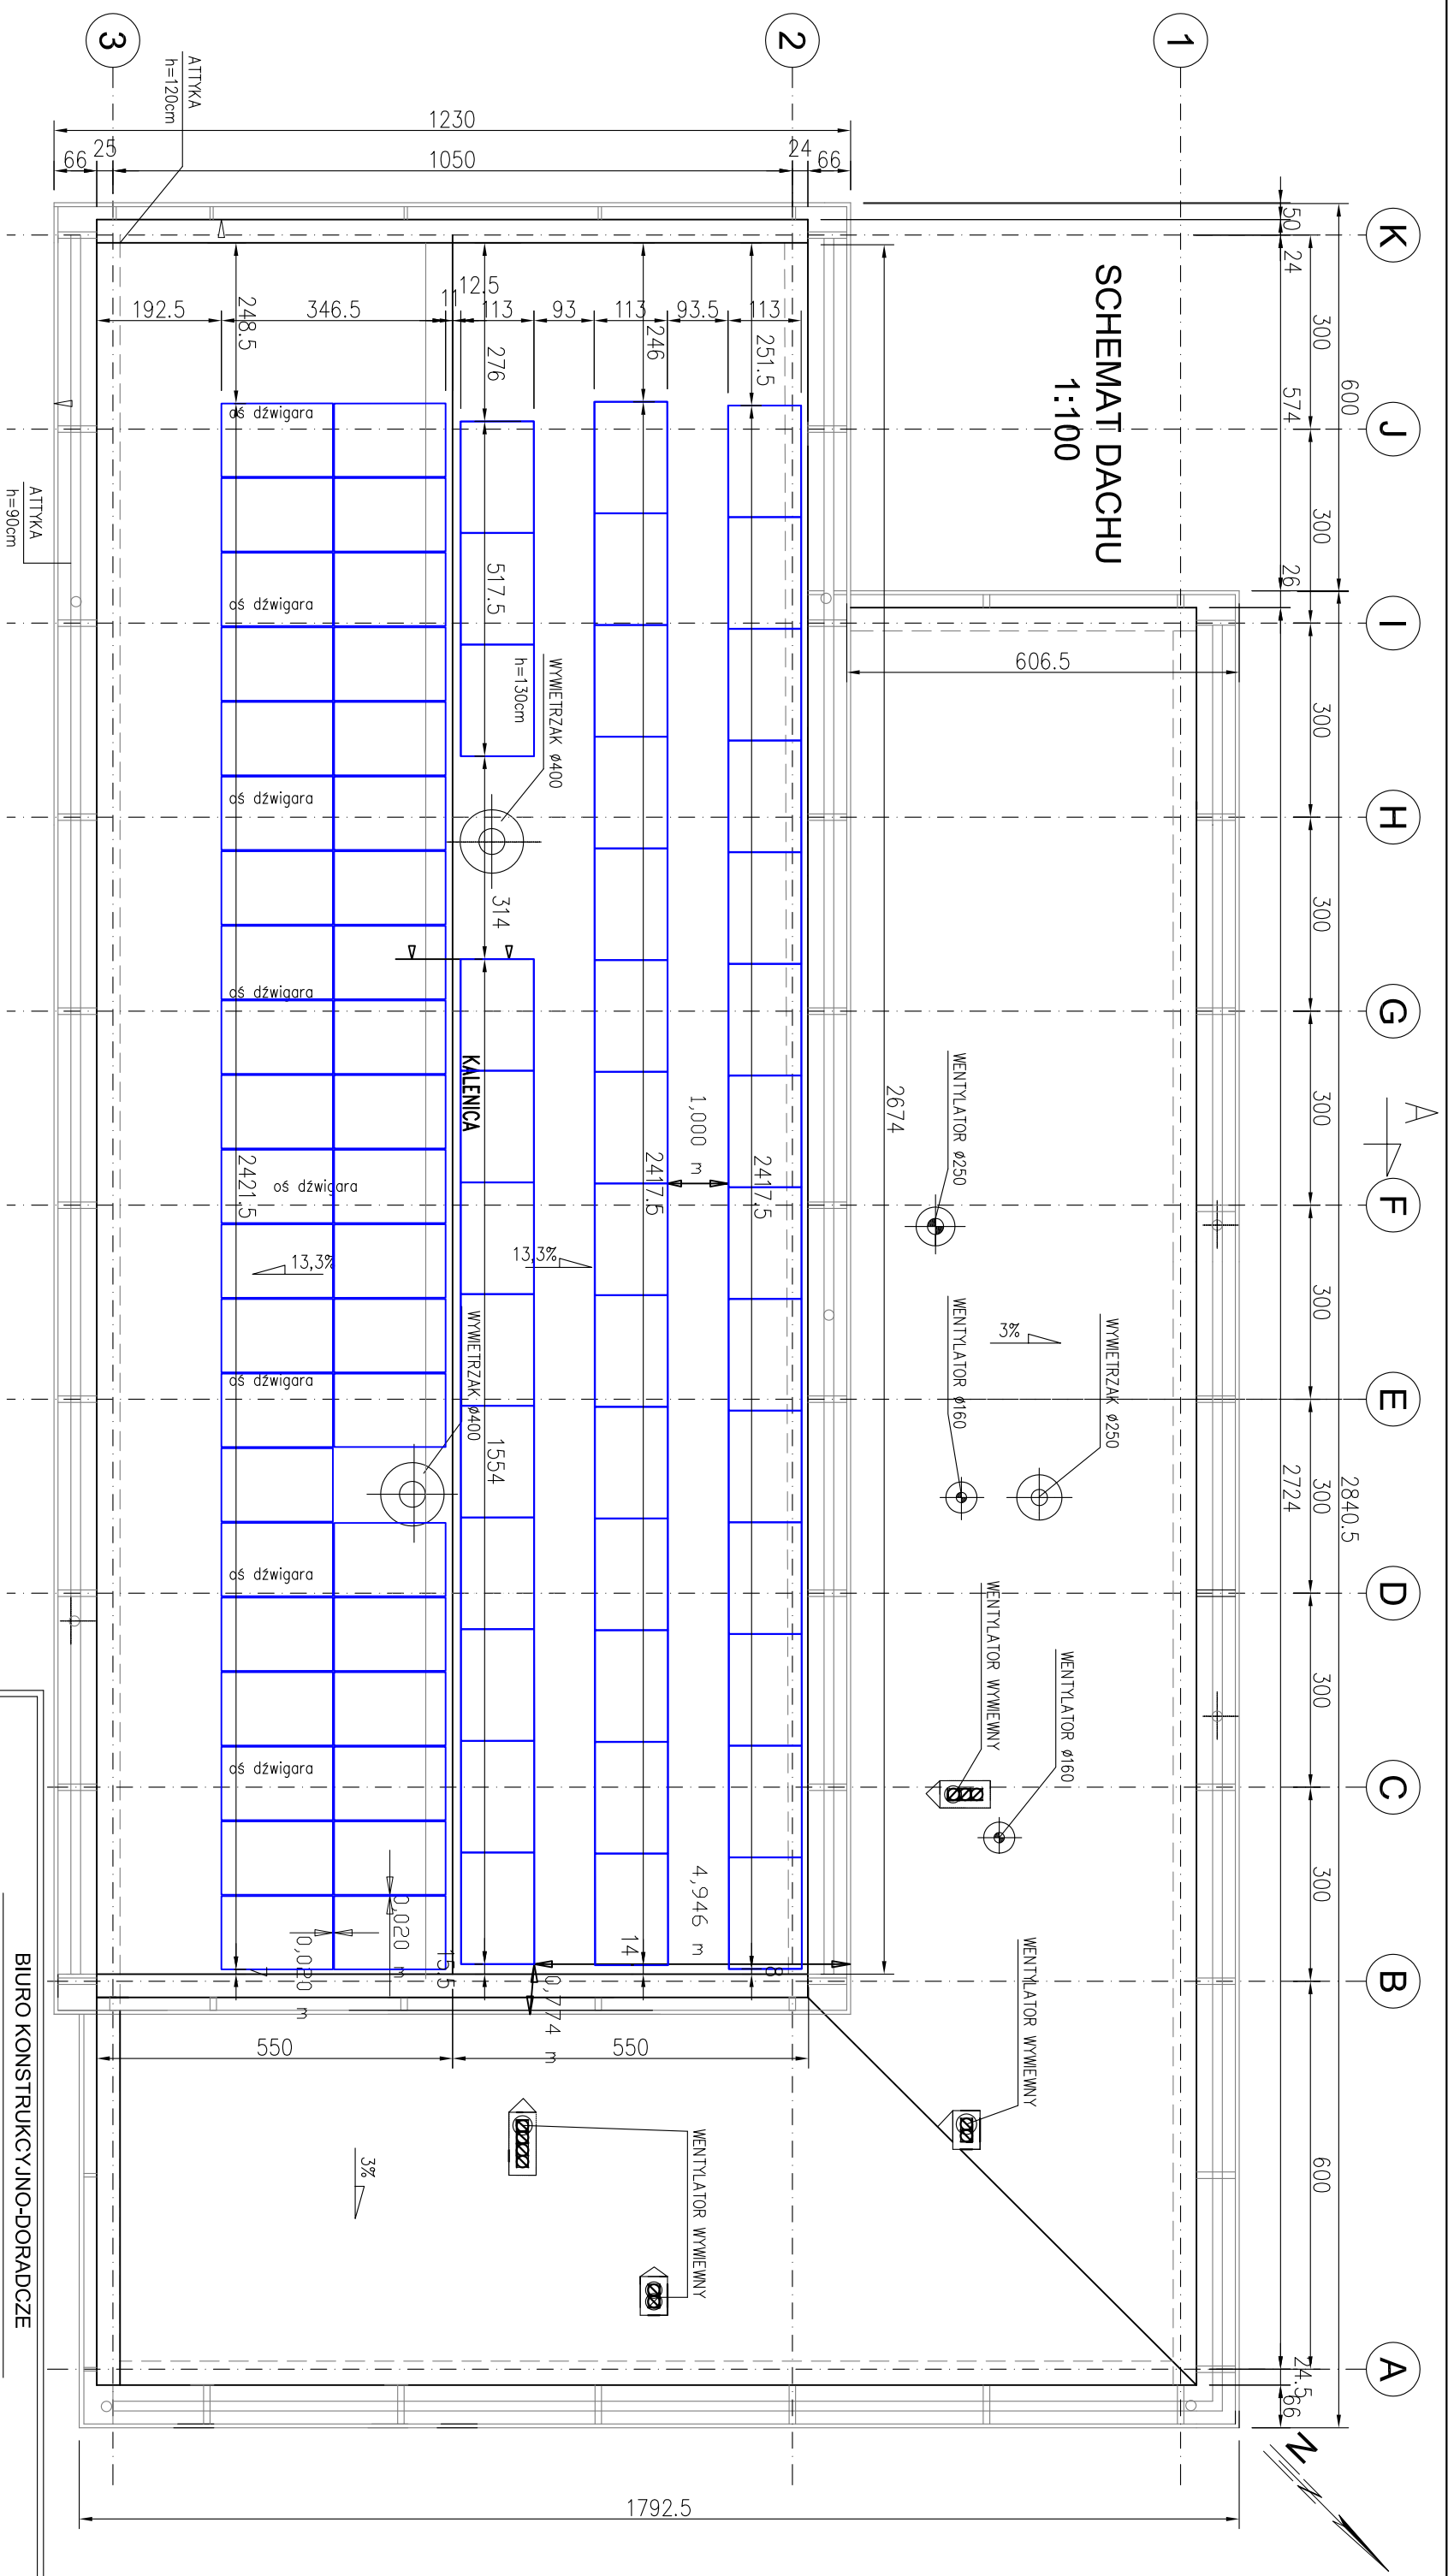 SCHEMAT DACHU
1:100
3
2
1
K
J
I
H
G
F
E
D
C
B
A
A
N
ATTYKA
h=120cm
ATTYKA
h=90cm
1230
66
25
1050
24
66
50
24
300
600
574
300
26
300
300
300
300
300
300
2840.5
2724
300
300
600
24.5
66
606.5
2674
192.5
346.5
11
12.5
113
93
113
93.5
113
248.5
276
246
251.5
oś dźwigara
oś dźwigara
oś dźwigara
oś dźwigara
oś dźwigara
oś dźwigara
oś dźwigara
oś dźwigara
517.5
WYWIETRZAK ø400
h=130cm
314
KALENICA
1,000 m
2421.5
2417.5
2417.5
13,3%
13,3%
WYWIETRZAK ø400
1554
WENTYLATOR ø250
WENTYLATOR ø160
3%
WYWIETRZAK ø250
WENTYLATOR WYWIEWNY
WENTYLATOR ø160
WENTYLATOR WYWIEWNY
4,946 m
14
8
0,020 m
0,020 m
7
15.5
0,774 m
550
550
3%
WENTYLATOR WYWIEWNY
1792.5
BIURO KONSTRUKCYJNO-DORADCZE